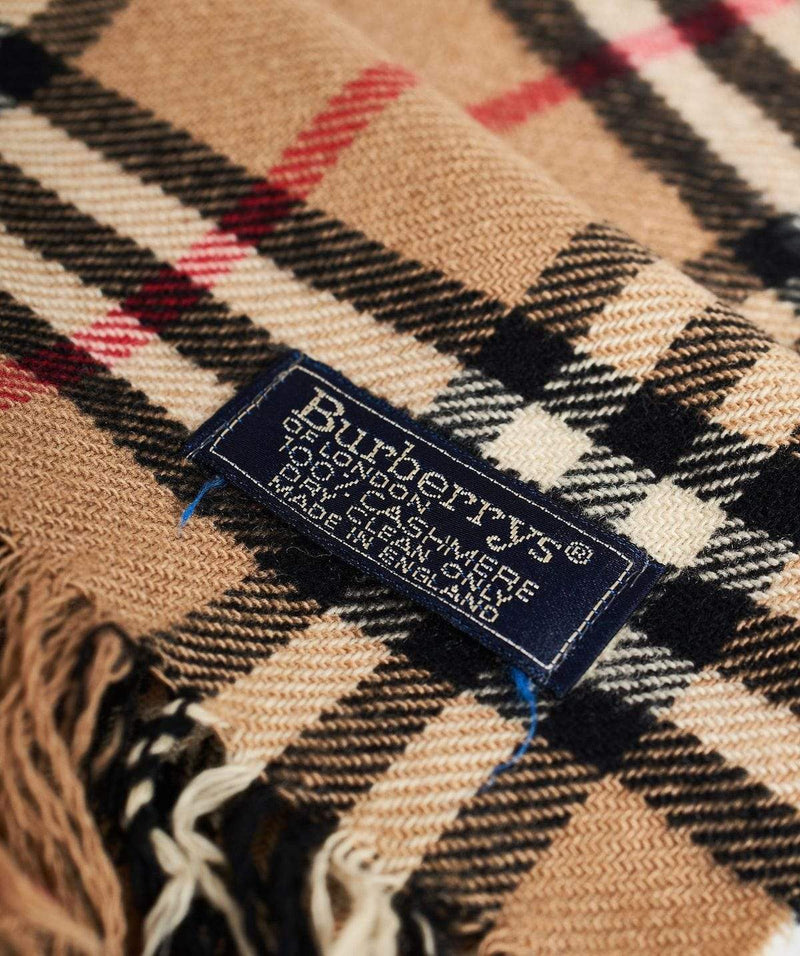 Burberrys®
OF LONDON
100% CASHMERE
DRY CLEAN ONLY
MADE IN ENGLAND